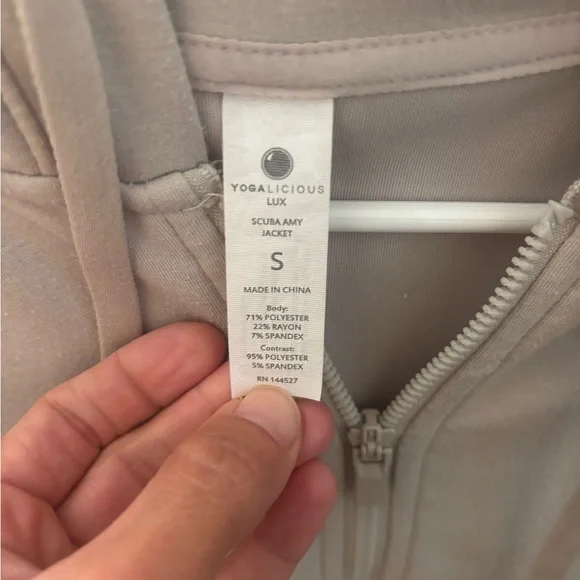 YOGALICIOUS
LUX
SCUBA AMY
JACKET
S
MADE IN CHINA
Body:
71% POLYESTER
22% RAYON
7% SPANDEX
Contrast:
95% POLYESTER
5% SPANDEX
RN 144527